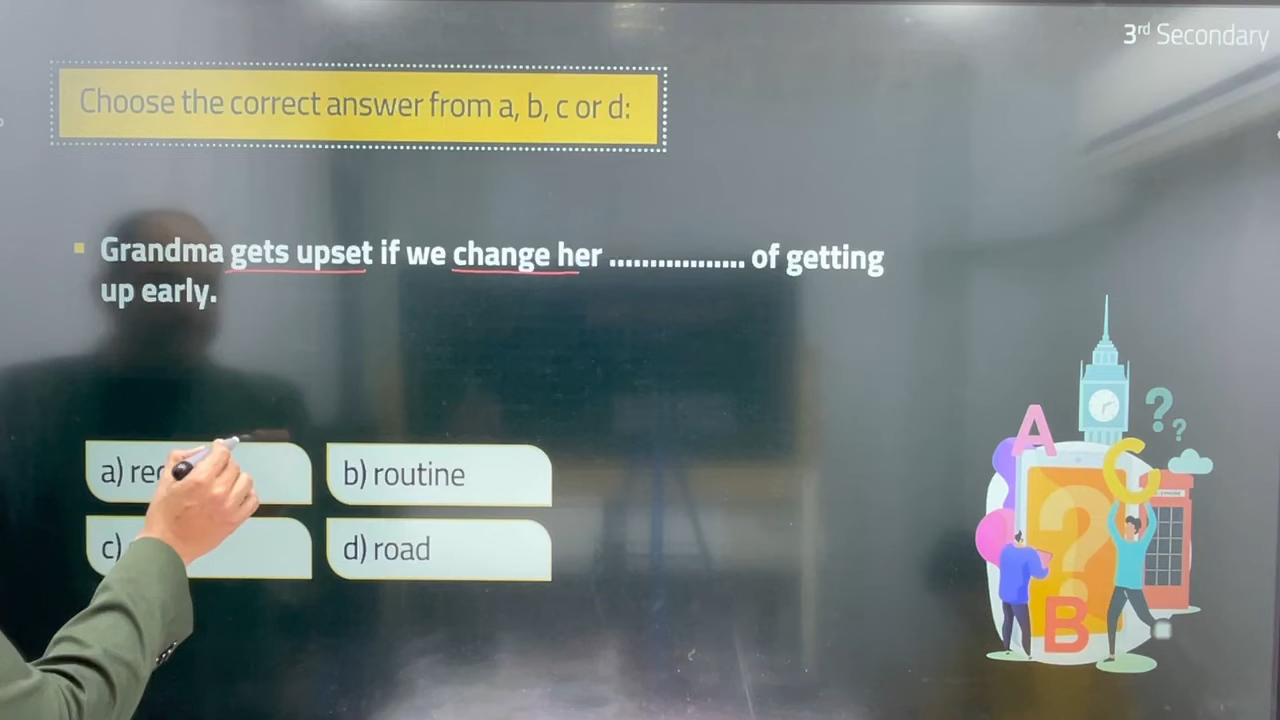 3rd Secondary
Choose the correct answer from a, b, c or d:
Grandma gets upset if we change her ................. of getting
up early.
a)
b) routine
c)
d) road
A
C
B